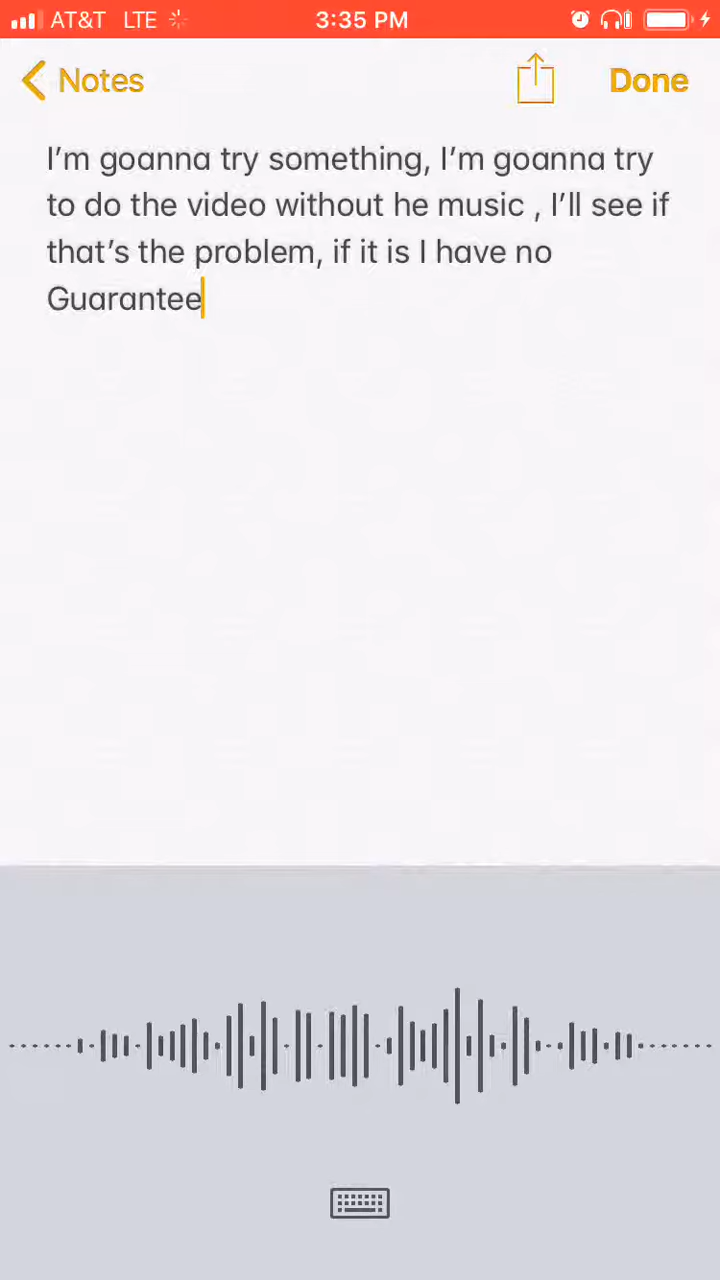 AT&T LTE 3:35 PM
Notes Done
I'm goanna try something, I'm goanna try
to do the video without he music , I'll see if
that's the problem, if it is I have no
Guarantee